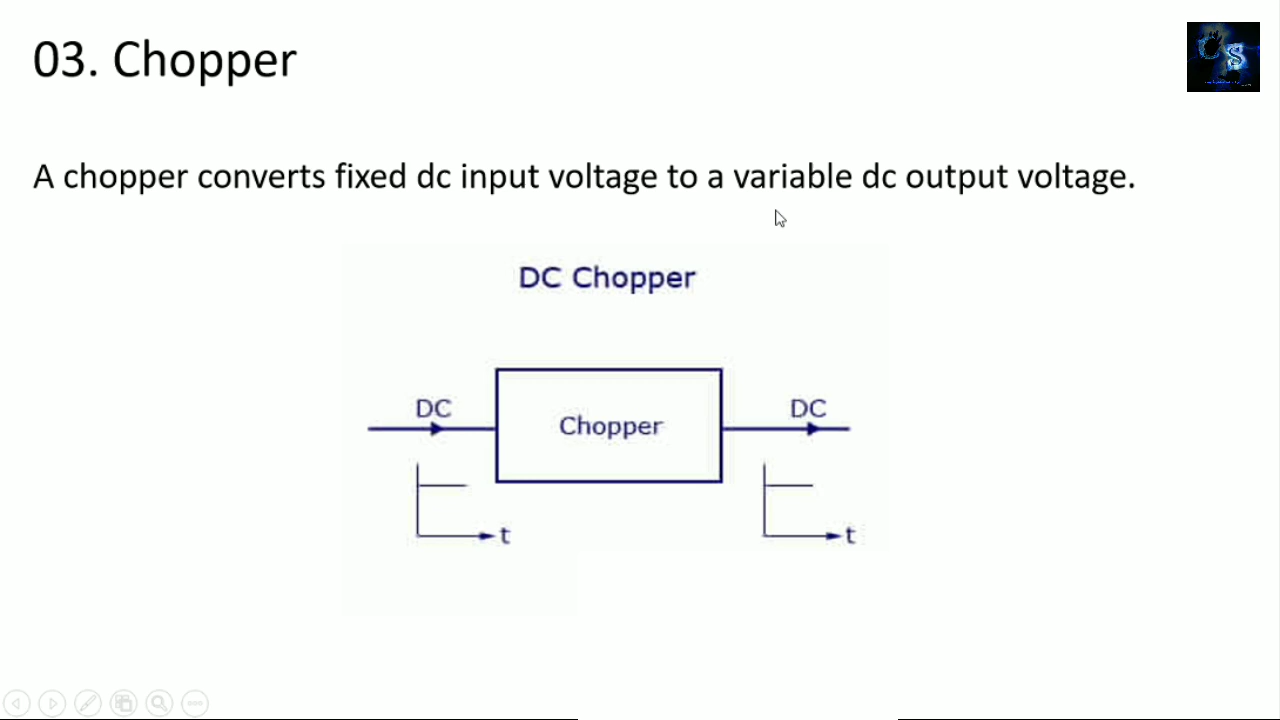 03. Chopper
A chopper converts fixed dc input voltage to a variable dc output voltage.
DC Chopper
DC
Chopper
DC
t
t